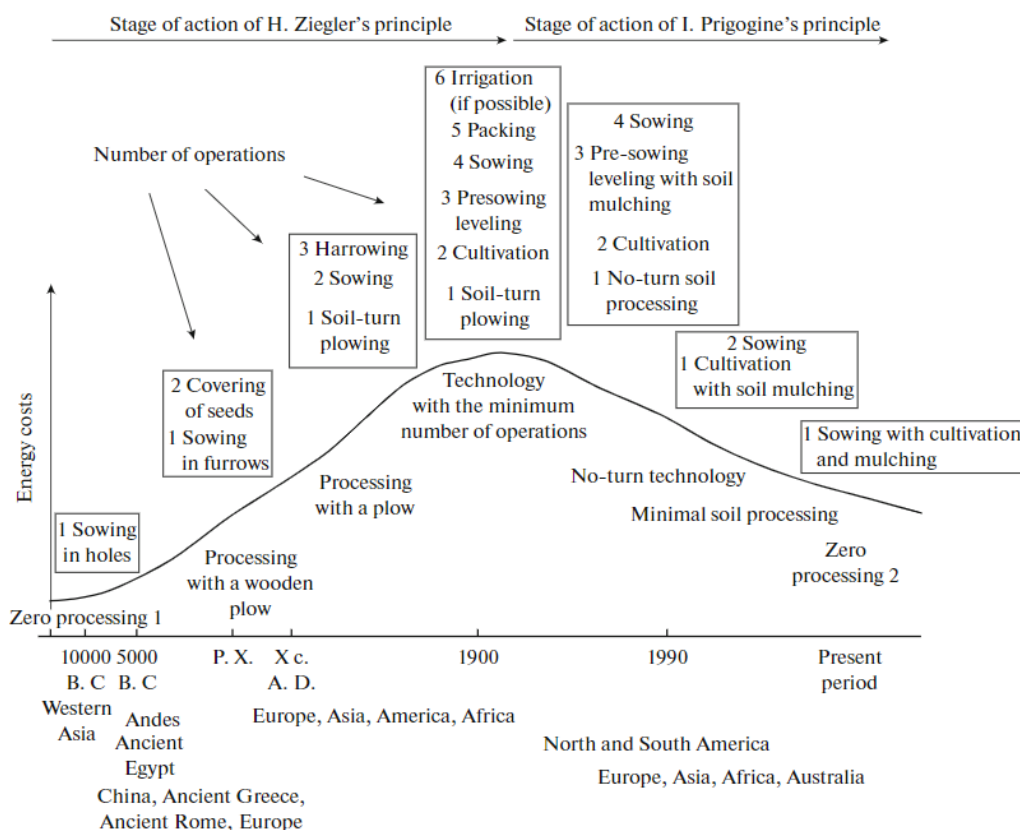 Stage of action of H. Ziegler's principle
Stage of action of I. Prigogine's principle
Number of operations
Energy costs
1 Sowing
in holes
2 Covering
of seeds
1 Sowing
in furrows
3 Harrowing
2 Sowing
1 Soil-turn
plowing
6 Irrigation
(if possible)
5 Packing
4 Sowing
3 Presowing
leveling
2 Cultivation
1 Soil-turn
plowing
4 Sowing
3 Pre-sowing
leveling with soil
mulching
2 Cultivation
1 No-turn soil
processing
2 Sowing
1 Cultivation
with soil mulching
1 Sowing with cultivation
and mulching
Zero processing 1
Processing
with a wooden
plow
Processing
with a plow
Technology
with the minimum
number of operations
No-turn technology
Minimal soil processing
Zero
processing 2
10000
B. C
5000
B. C
P. X.
X c.
A. D.
1900
1990
Present
period
Western
Asia
Andes
Ancient
Egypt
China, Ancient Greece,
Ancient Rome, Europe
Europe, Asia, America, Africa
North and South America
Europe, Asia, Africa, Australia